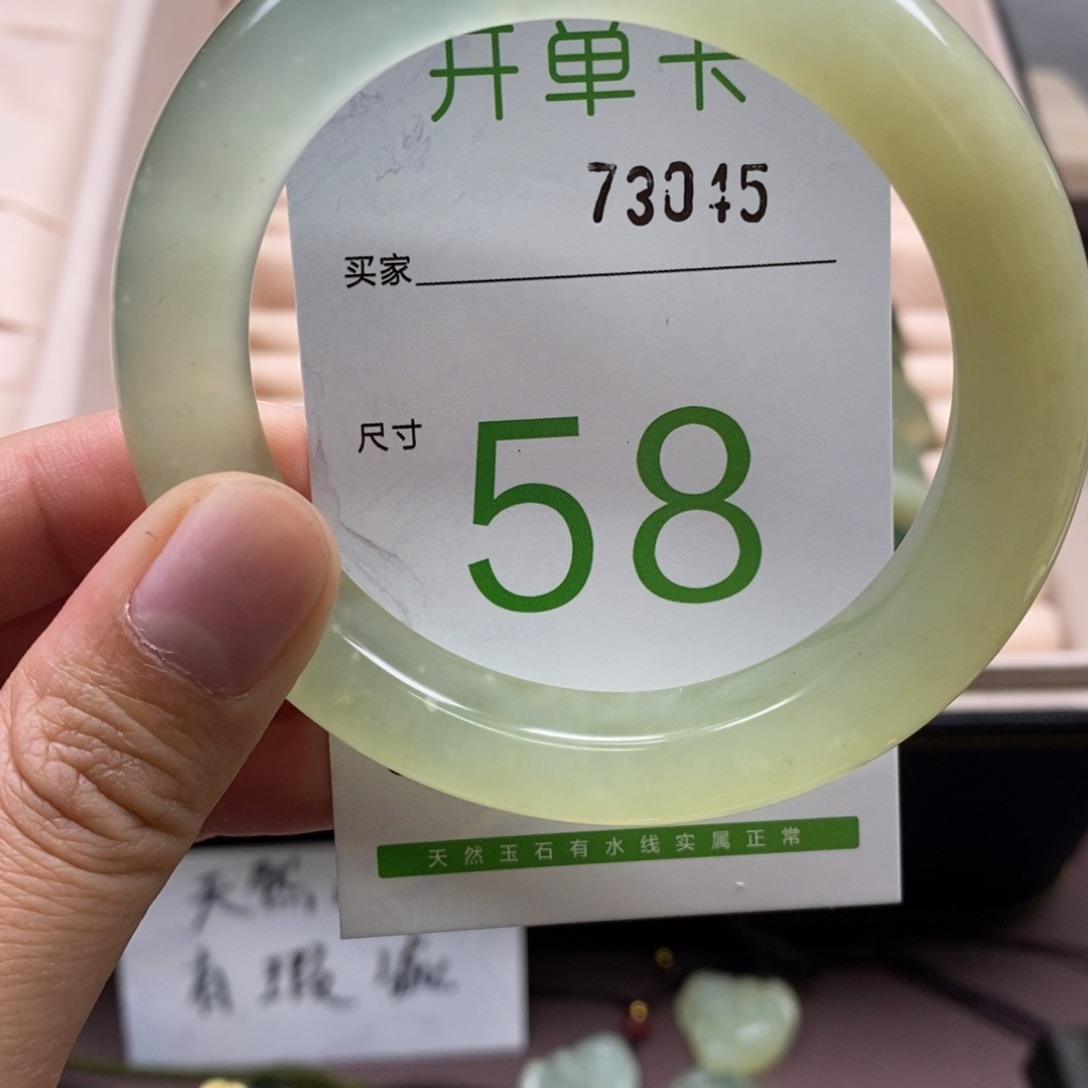 开单卡
73045
买家
尺寸
58
天然玉石有水线实属正常
天然
有瑕疵